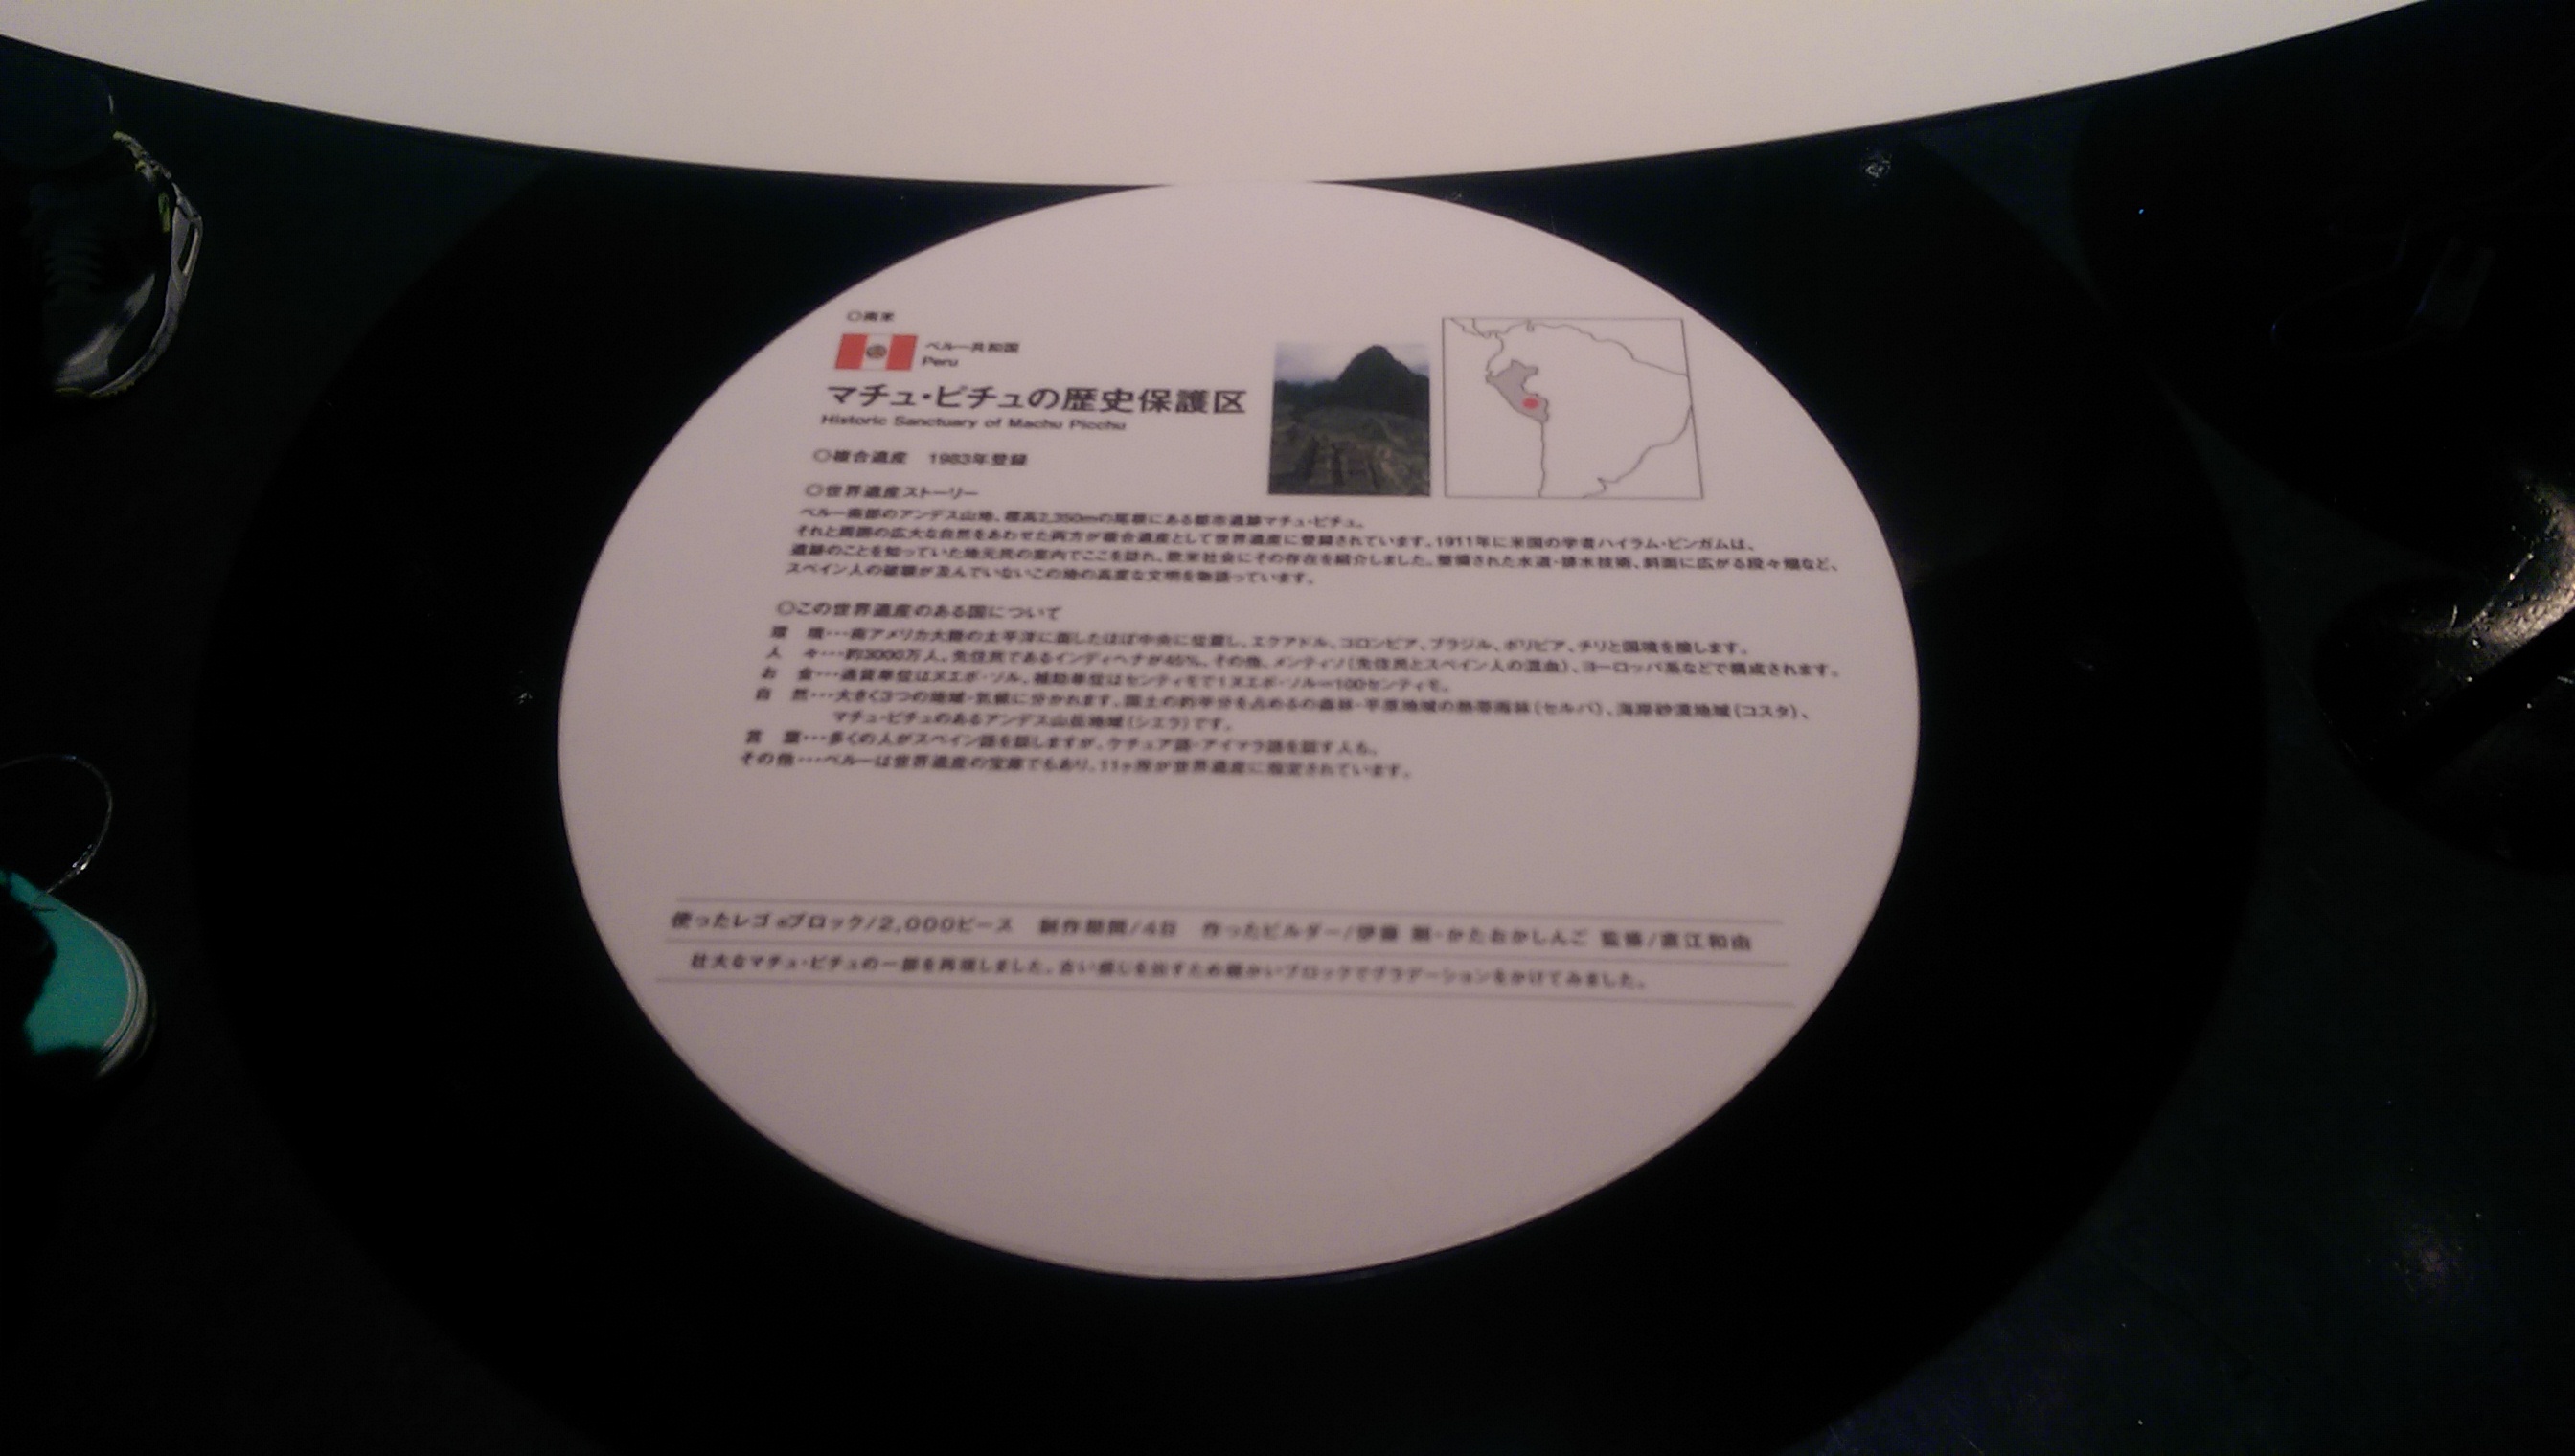 ○南米
ペルー共和国
Peru
マチュ・ピチュの歴史保護区
Historic Sanctuary of Machu Picchu
○複合遺産 1983年登録
○世界遺産ストーリー
ペルー南部のアンデス山地、標高2,350mの尾根にある都市遺跡マチュ・ピチュ。
それと周囲の広大な自然をあわせた両方が複合遺産として世界遺産に登録されています。1911年に米国の学者ハイラム・ビンガムは、
遺跡のことを知っていた地元民の案内でここを訪れ、欧米社会にその存在を紹介しました。整備された水道・排水技術、斜面に広がる段々畑など、
スペイン人の破壊が及んでいないこの地の高度な文明を物語っています。
○この世界遺産のある国について
環 境・・・南アメリカ大陸の太平洋に面したほぼ中央に位置し、エクアドル、コロンビア、ブラジル、ボリビア、チリと国境を接します。
人 々・・・約3000万人。先住民であるインディヘナが45%、その他、メスティソ(先住民とスペイン人の混血)、ヨーロッパ系などで構成されます。
お 金・・・通貨単位はヌエボ・ソル、補助単位はセンティモで1ヌエボ・ソル=100センティモ。
自 然・・・大きく3つの地域・気候に分かれます。国土の約半分を占めるの森林・平原地域の熱帯雨林(セルバ)、海岸砂漠地域(コスタ)、
マチュ・ピチュのあるアンデス山岳地域(シエラ)です。
言 葉・・・多くの人がスペイン語を話しますが、ケチュア語・アイマラ語を話す人も。
その他・・・ペルーは世界遺産の宝庫でもあり、11ヶ所が世界遺産に指定されています。
使ったレゴ®ブロック/2,000ピース 制作期間/4日 作ったビルダー/伊藤 ・かたおかしんご 監修/直江和由
壮大なマチュ・ピチュの一部を再現しました。古い感じを出すため細かいブロックでグラデーションをかけてみました。